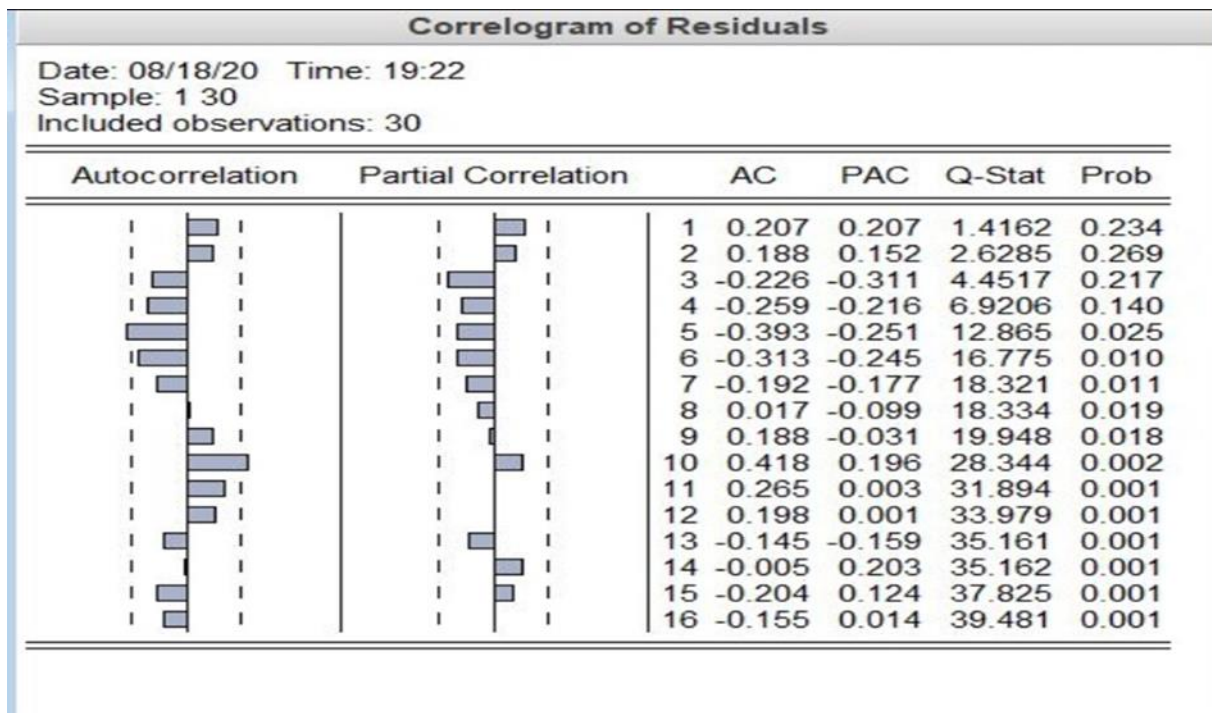 Correlogram of Residuals
Date: 08/18/20 Time: 19:22
Sample: 1 30
Included observations: 30
Autocorrelation Partial Correlation AC PAC Q-Stat Prob
1 0.207 0.207 1.4162 0.234
2 0.188 0.152 2.6285 0.269
3 -0.226 -0.311 4.4517 0.217
4 -0.259 -0.216 6.9206 0.140
5 -0.393 -0.251 12.865 0.025
6 -0.313 -0.245 16.775 0.010
7 -0.192 -0.177 18.321 0.011
8 0.017 -0.099 18.334 0.019
9 0.188 -0.031 19.948 0.018
10 0.418 0.196 28.344 0.002
11 0.265 0.003 31.894 0.001
12 0.198 0.001 33.979 0.001
13 -0.145 -0.159 35.161 0.001
14 -0.005 0.203 35.162 0.001
15 -0.204 0.124 37.825 0.001
16 -0.155 0.014 39.481 0.001